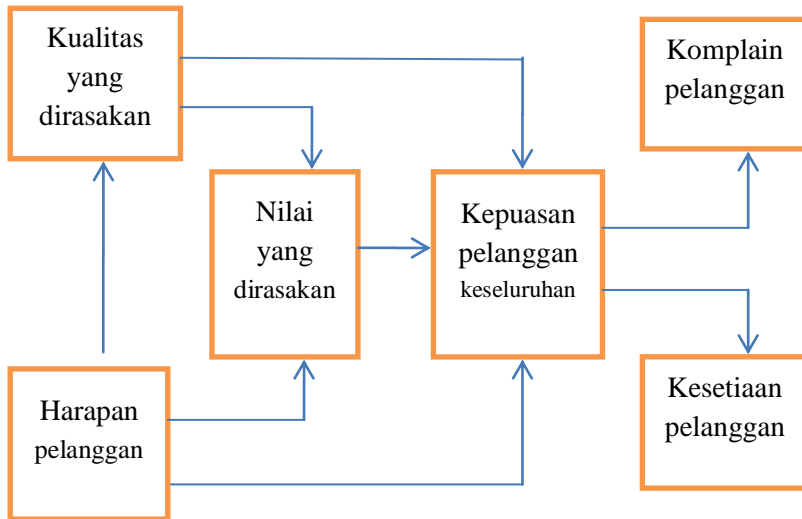 Kualitas
yang
dirasakan
Komplain
pelanggan
Nilai
yang
dirasakan
Kepuasan
pelanggan
keseluruhan
Harapan
pelanggan
Kesetiaan
pelanggan